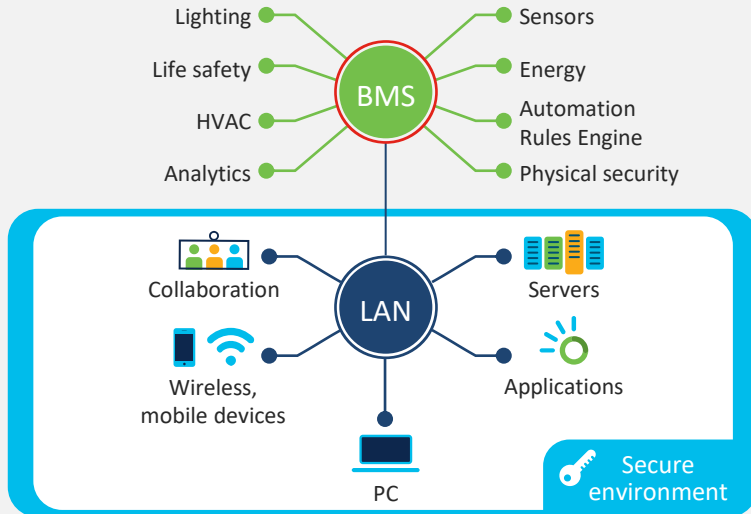 Lighting
Sensors
Life safety
BMS
Energy
HVAC
Automation
Rules Engine
Analytics
Physical security
Collaboration
LAN
Servers
Wireless,
mobile devices
Applications
PC
Secure
environment